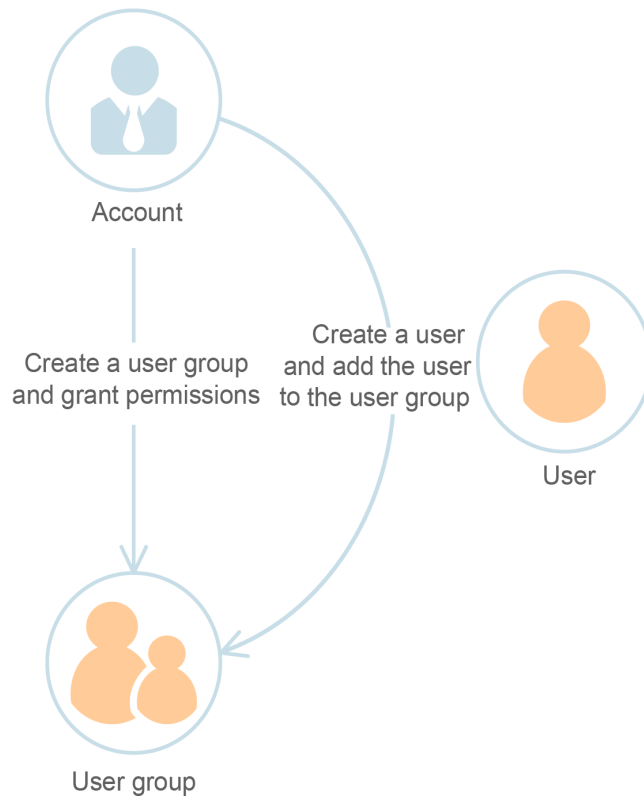 Account
Create a user group
and grant permissions
Create a user
and add the user
to the user group
User
User group